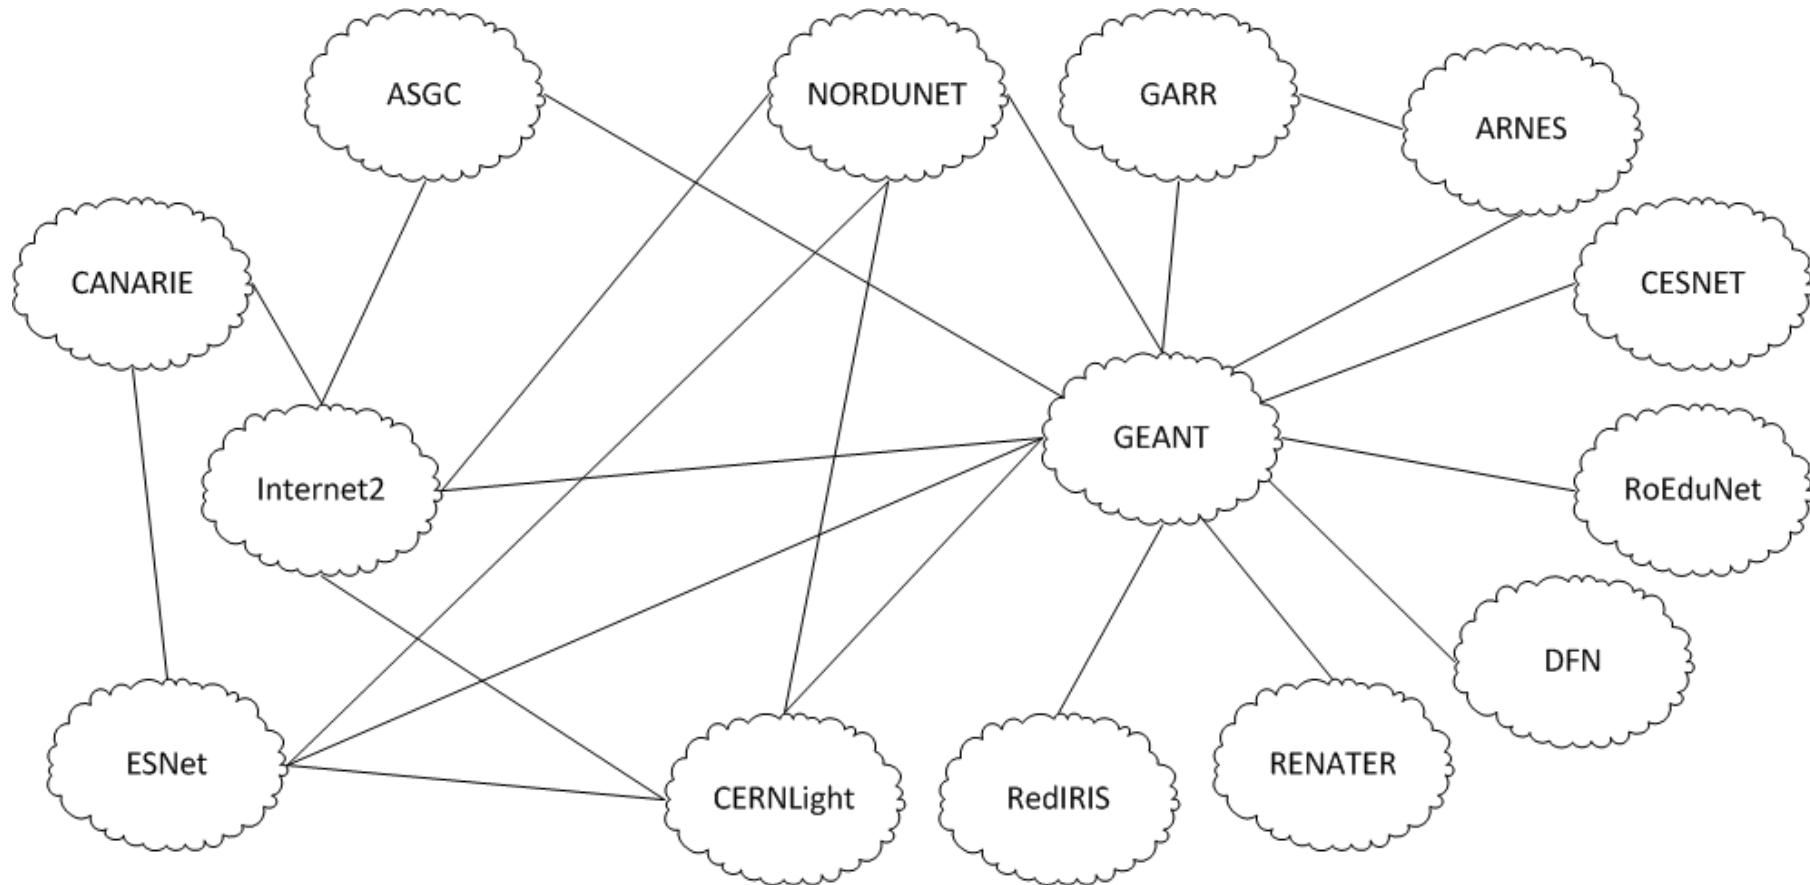 ASGC
NORDUNET
GARR
ARNES
CANARIE
CESNET
GEANT
Internet2
RoEduNet
DFN
ESNet
CERNLight
RedIRIS
RENATER